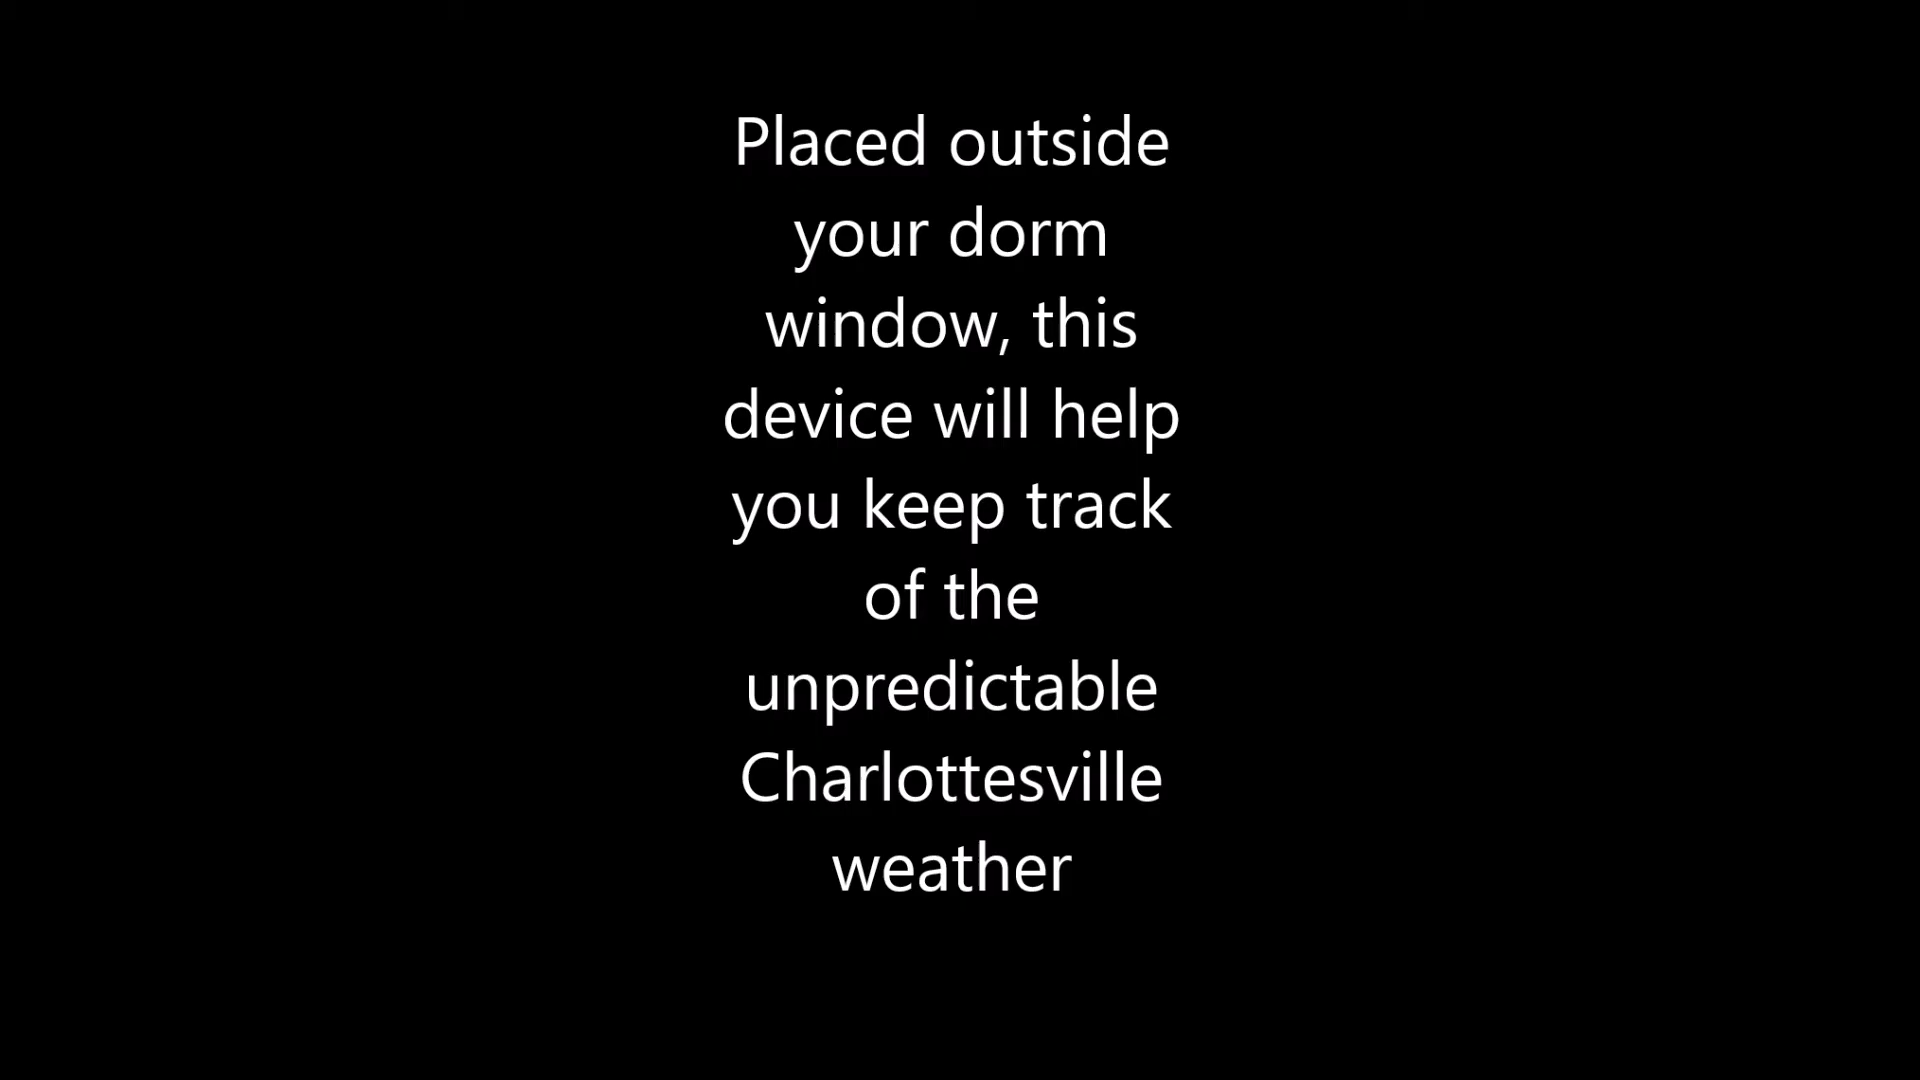 Placed outside
your dorm
window, this
device will help
you keep track
of the
unpredictable
Charlottesville
weather